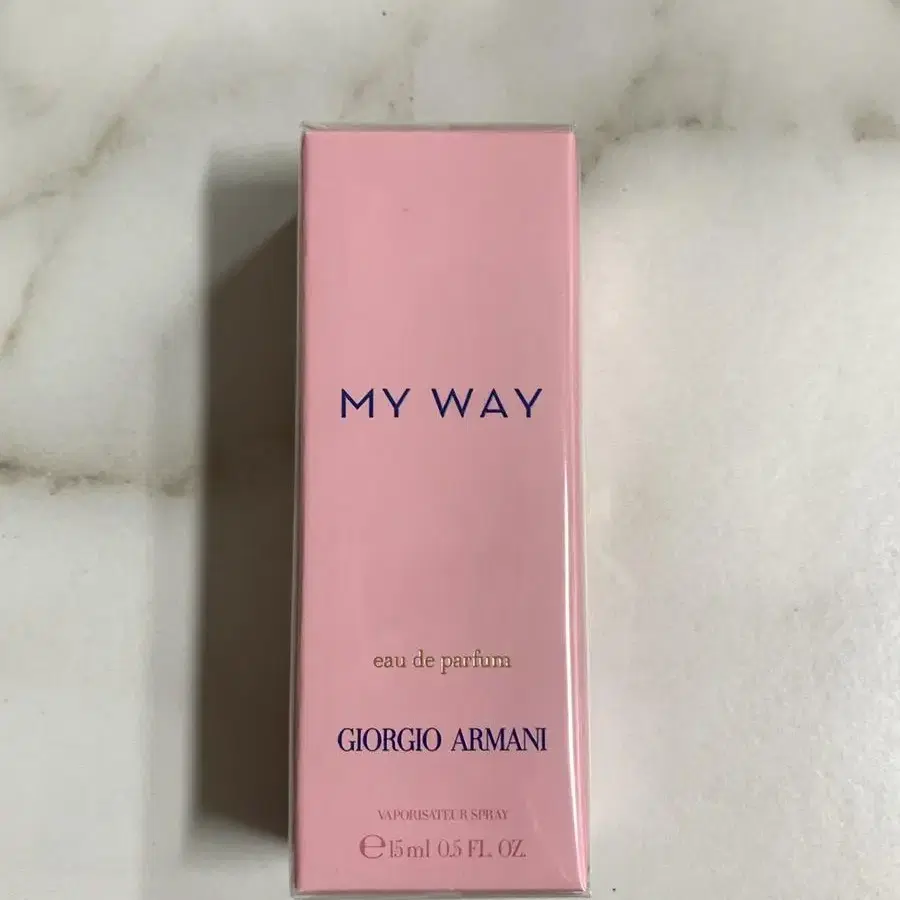 MY WAY
eau de parfum
GIORGIO ARMANI
VAPORISATEUR SPRAY
℮ 15 ml 0.5 FL. OZ.